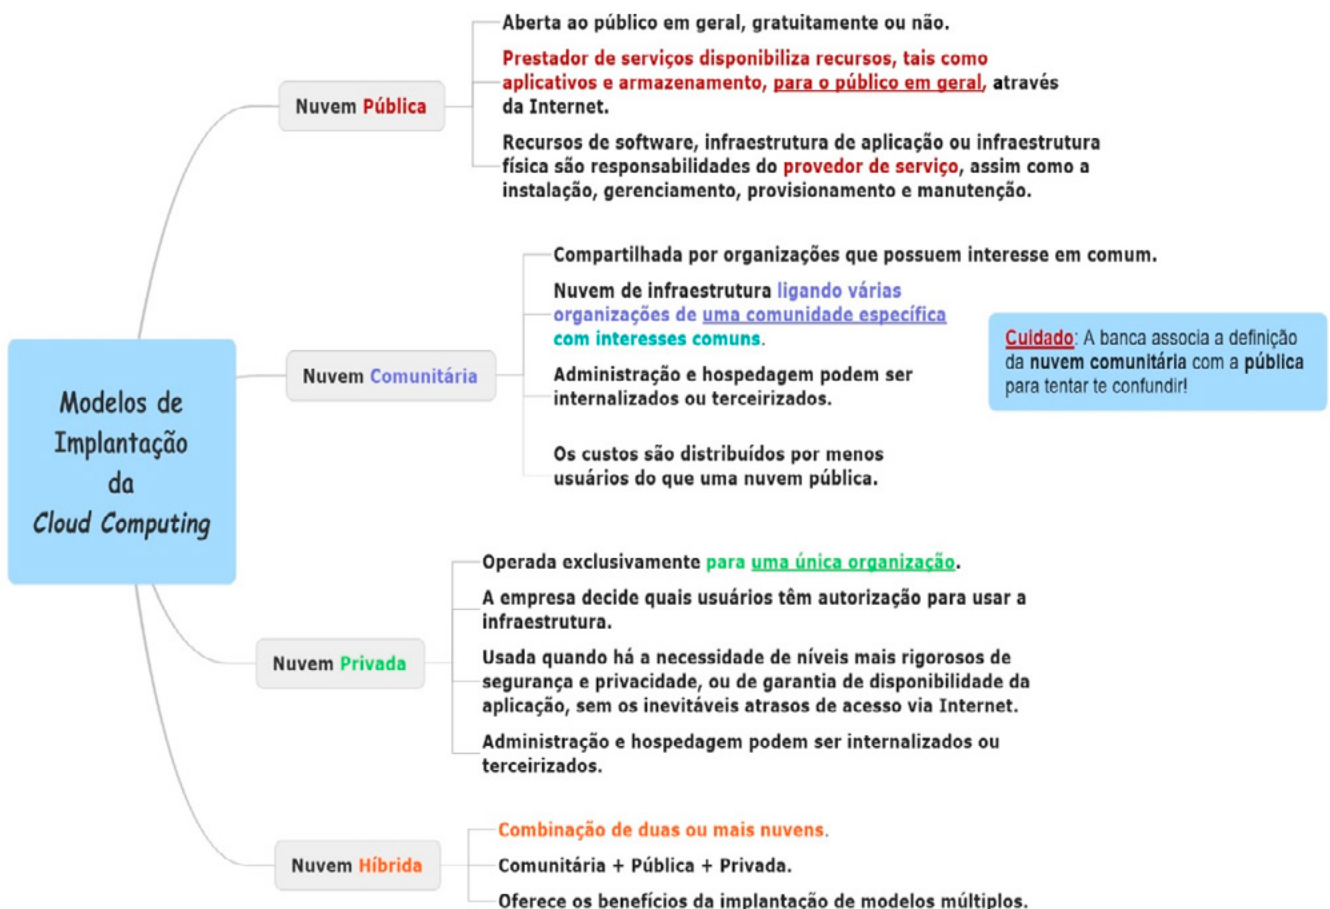 Modelos de
Implantação
da
Cloud Computing
Nuvem Pública
Aberta ao público em geral, gratuitamente ou não.
Prestador de serviços disponibiliza recursos, tais como
aplicativos e armazenamento, para o público em geral, através
da Internet.
Recursos de software, infraestrutura de aplicação ou infraestrutura
física são responsabilidades do provedor de serviço, assim como a
instalação, gerenciamento, provisionamento e manutenção.
Nuvem Comunitária
Compartilhada por organizações que possuem interesse em comum.
Nuvem de infraestrutura ligando várias
organizações de uma comunidade específica
com interesses comuns.
Administração e hospedagem podem ser
internalizados ou terceirizados.
Os custos são distribuídos por menos
usuários do que uma nuvem pública.
Cuidado: A banca associa a definição
da nuvem comunitária com a pública
para tentar te confundir!
Nuvem Privada
Operada exclusivamente para uma única organização.
A empresa decide quais usuários têm autorização para usar a
infraestrutura.
Usada quando há a necessidade de níveis mais rigorosos de
segurança e privacidade, ou de garantia de disponibilidade da
aplicação, sem os inevitáveis atrasos de acesso via Internet.
Administração e hospedagem podem ser internalizados ou
terceirizados.
Nuvem Híbrida
Combinação de duas ou mais nuvens.
Comunitária + Pública + Privada.
Oferece os benefícios da implantação de modelos múltiplos.